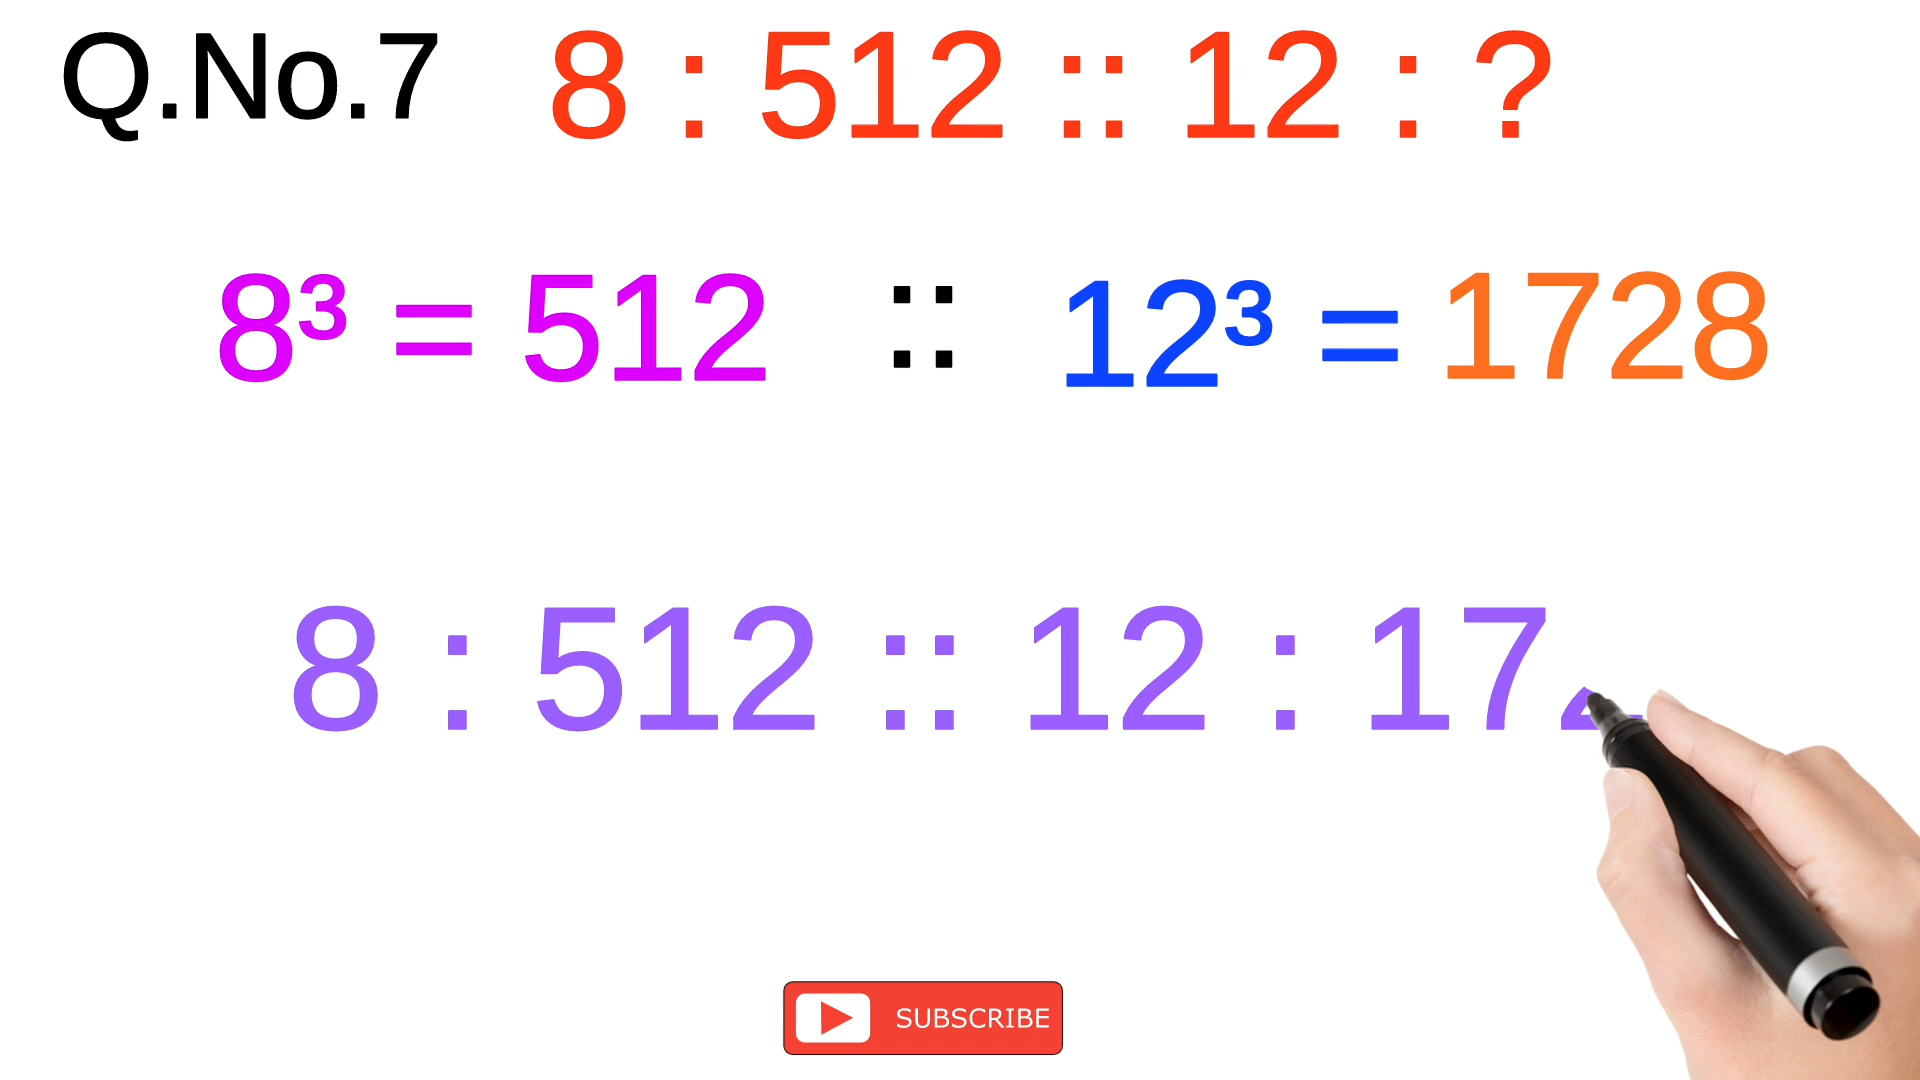 Q.No.7 8 : 512 :: 12 : ?
8³ = 512 :: 12³ = 1728
8 : 512 :: 12 : 17
SUBSCRIBE